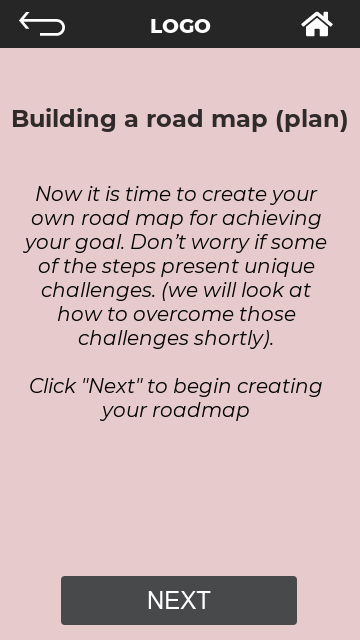 LOGO
Building a road map (plan)
Now it is time to create your
own road map for achieving
your goal. Don’t worry if some
of the steps present unique
challenges. (we will look at
how to overcome those
challenges shortly).
Click "Next" to begin creating
your roadmap
NEXT